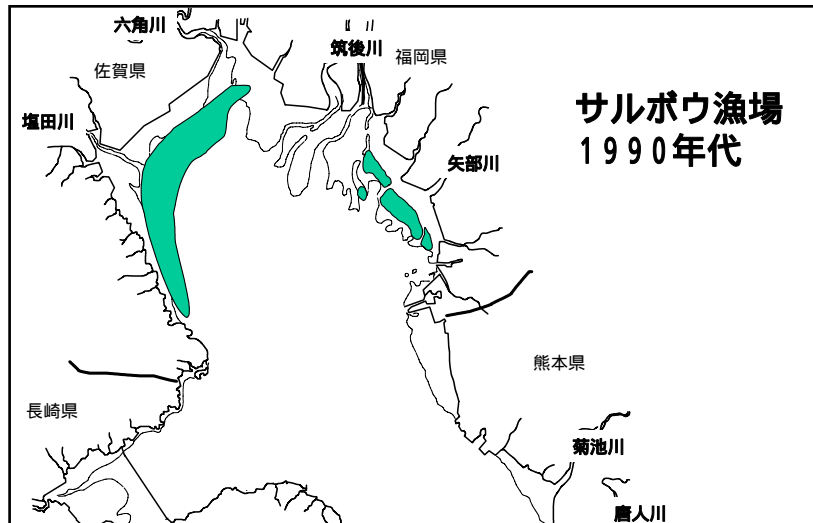 六角川
筑後川
福岡県
佐賀県
サルボウ漁場
1990年代
塩田川
矢部川
熊本県
長崎県
菊池川
唐人川